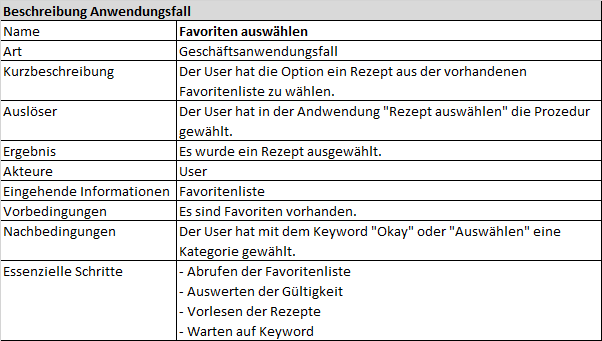 Beschreibung Anwendungsfall
Name Favoriten auswählen
Art Geschäftsanwendungsfall
Kurzbeschreibung Der User hat die Option ein Rezept aus der vorhandenen
Favoritenliste zu wählen.
Auslöser Der User hat in der Andwendung "Rezept auswählen" die Prozedur
gewählt.
Ergebnis Es wurde ein Rezept ausgewählt.
Akteure User
Eingehende Informationen Favoritenliste
Vorbedingungen Es sind Favoriten vorhanden.
Nachbedingungen Der User hat mit dem Keyword "Okay" oder "Auswählen" eine
Kategorie gewählt.
Essenzielle Schritte - Abrufen der Favoritenliste
- Auswerten der Gültigkeit
- Vorlesen der Rezepte
- Warten auf Keyword